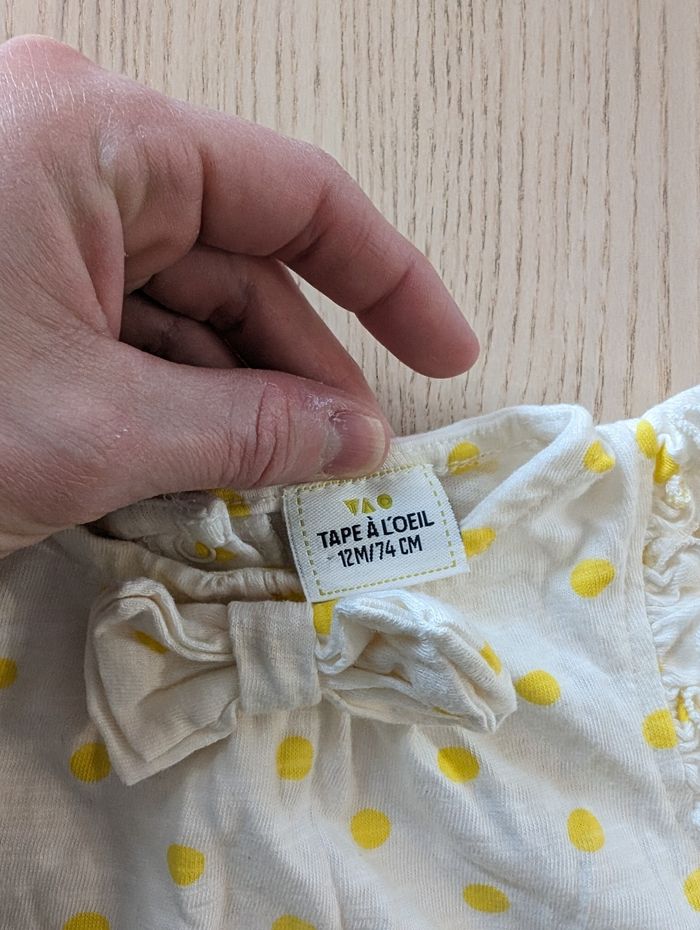 TAO
TAPE À L'OEIL
12M/74 CM